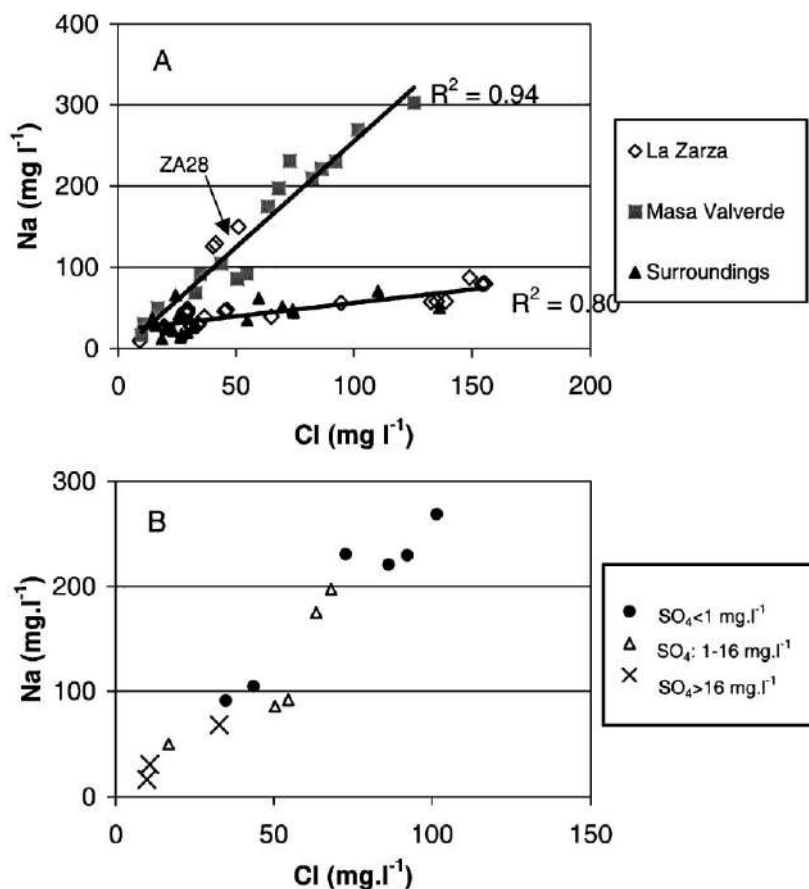 A
400
300
200
100
0
Na (mg l⁻¹)
ZA28
R² = 0.94
R² = 0.80
0 50 100 150 200
Cl (mg l⁻¹)
La Zarza
Masa Valverde
Surroundings
B
300
200
100
0
Na (mg.l⁻¹)
0 50 100 150
Cl (mg.l⁻¹)
SO₄<1 mg.l⁻¹
SO₄: 1-16 mg.l⁻¹
SO₄>16 mg.l⁻¹